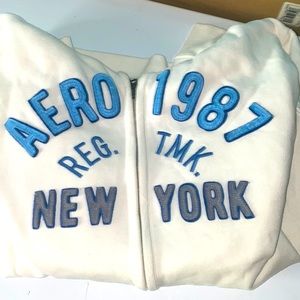 AERO 1987
REG. TMK.
NEW YORK